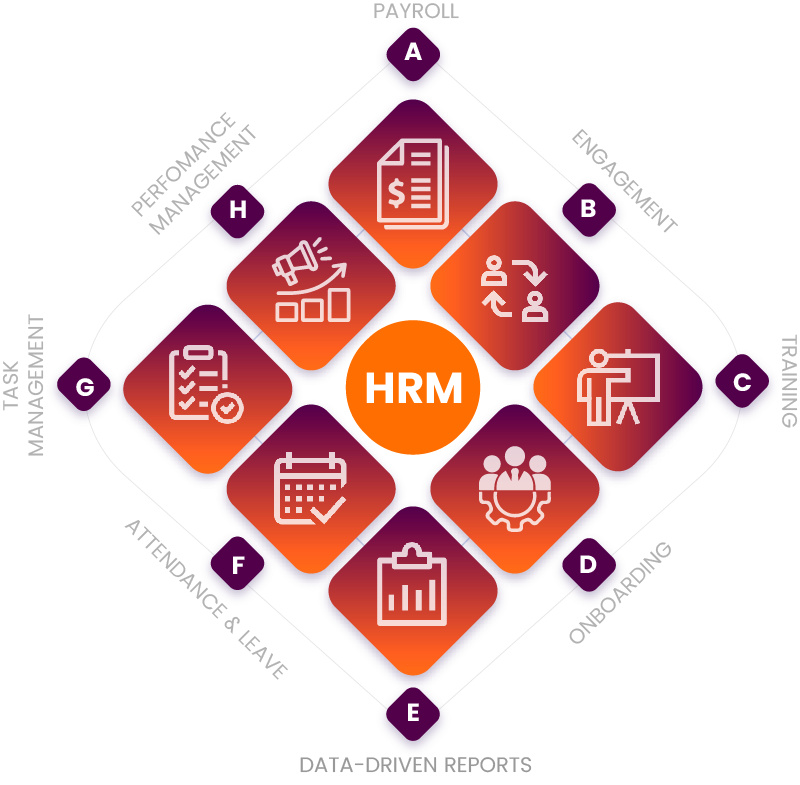 PAYROLL
A
ENGAGEMENT
B
TRAINING
C
ONBOARDING
D
DATA-DRIVEN REPORTS
E
ATTENDANCE & LEAVE
F
TASK
MANAGEMENT
G
PERFOMANCE
MANAGEMENT
H
$
HRM